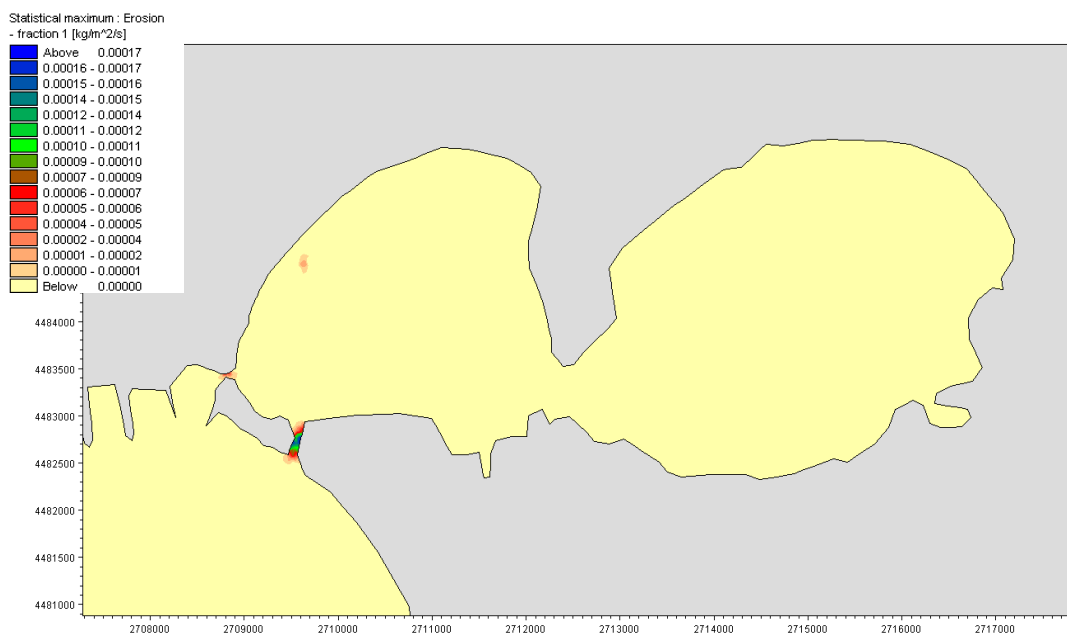 Statistical maximum : Erosion
- fraction 1 [kg/m^2/s]
Above 0.00017
0.00016 - 0.00017
0.00015 - 0.00016
0.00014 - 0.00015
0.00012 - 0.00014
0.00011 - 0.00012
0.00010 - 0.00011
0.00009 - 0.00010
0.00007 - 0.00009
0.00006 - 0.00007
0.00005 - 0.00006
0.00004 - 0.00005
0.00002 - 0.00004
0.00001 - 0.00002
0.00000 - 0.00001
Below 0.00000
4484000
4483500
4483000
4482500
4482000
4481500
4481000
2708000 2709000 2710000 2711000 2712000 2713000 2714000 2715000 2716000 2717000